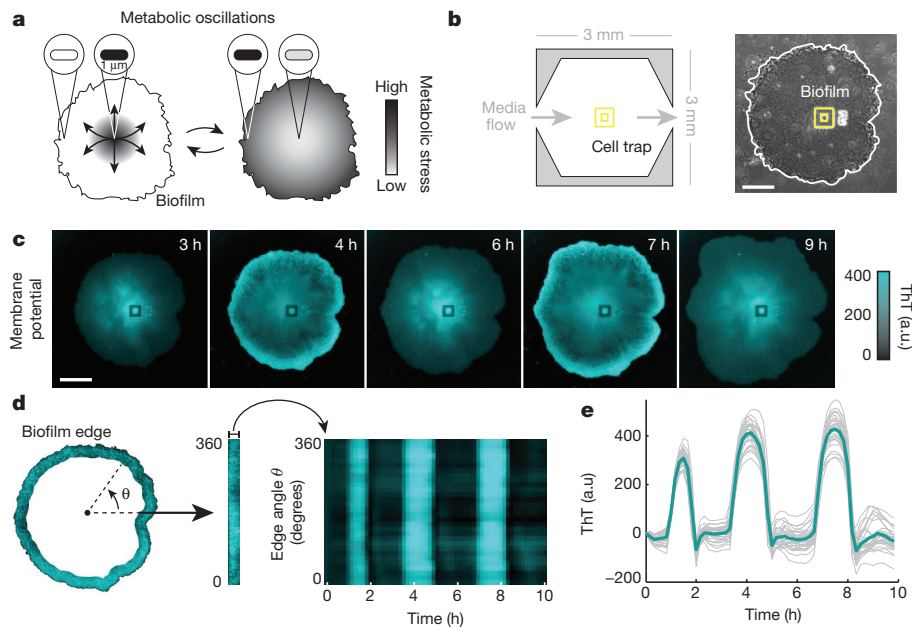 a
Metabolic oscillations
1 μm
Biofilm
High
Low
Metabolic stress
b
3 mm
3 mm
Media
flow
Cell trap
Biofilm
c
Membrane
potential
3 h
4 h
6 h
7 h
9 h
400
200
0
ThT (a.u.)
d
Biofilm edge
θ
360
0
Edge angle θ
(degrees)
360
0
0 2 4 6 8 10
Time (h)
e
ThT (a.u)
400
200
0
−200
0 2 4 6 8 10
Time (h)